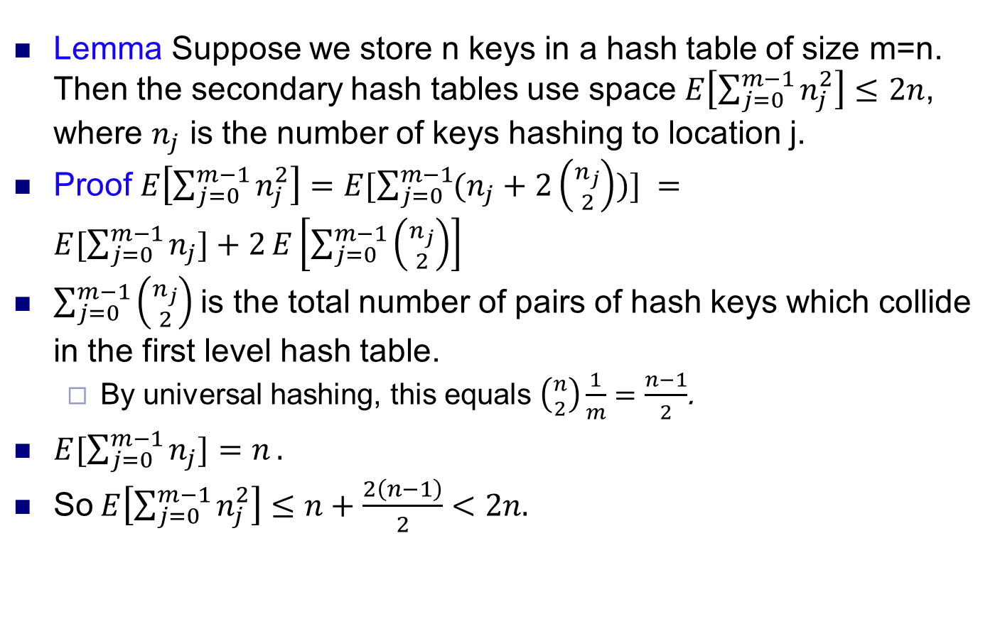 ■ Lemma Suppose we store n keys in a hash table of size m=n.
Then the secondary hash tables use space $E\left[\sum_{j=0}^{m-1} n_j^2\right] \leq 2n$,
where $n_j$ is the number of keys hashing to location j.
■ Proof $E\left[\sum_{j=0}^{m-1} n_j^2\right] = E[\sum_{j=0}^{m-1}(n_j + 2\binom{n_j}{2})] =$
$E[\sum_{j=0}^{m-1} n_j] + 2 E\left[\sum_{j=0}^{m-1} \binom{n_j}{2}\right]$
■ $\sum_{j=0}^{m-1} \binom{n_j}{2}$ is the total number of pairs of hash keys which collide
in the first level hash table.
□ By universal hashing, this equals $\binom{n}{2}\frac{1}{m} = \frac{n-1}{2}$.
■ $E[\sum_{j=0}^{m-1} n_j] = n$.
■ So $E\left[\sum_{j=0}^{m-1} n_j^2\right] \leq n + \frac{2(n-1)}{2} < 2n$.